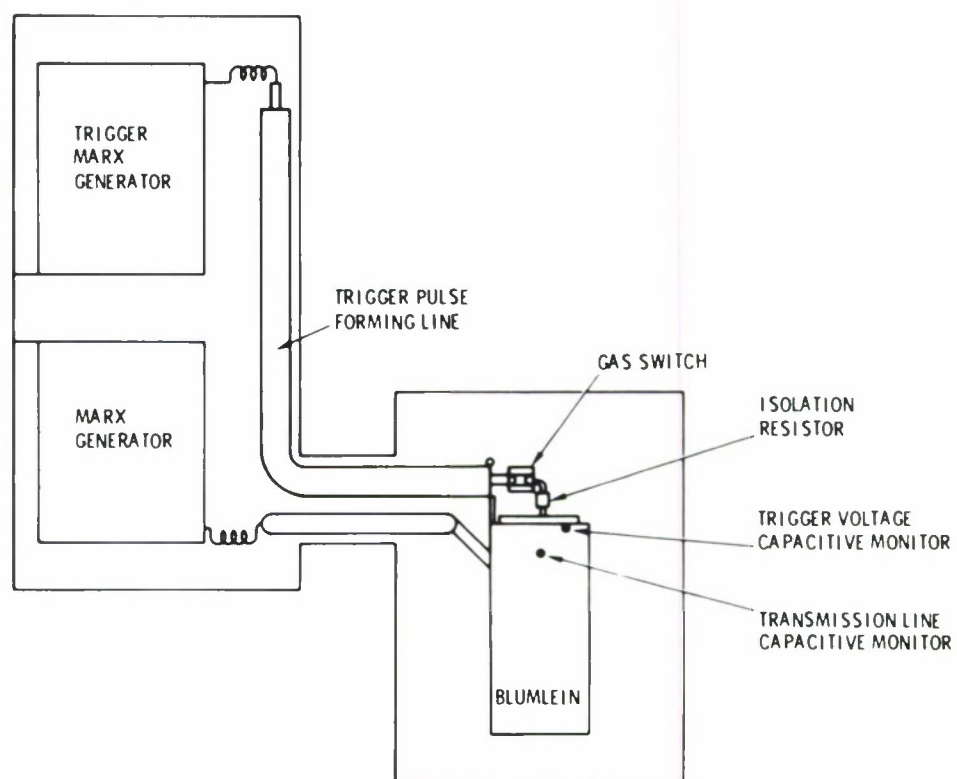 TRIGGER
MARX
GENERATOR
TRIGGER PULSE
FORMING LINE
MARX
GENERATOR
GAS SWITCH
ISOLATION
RESISTOR
TRIGGER VOLTAGE
CAPACITIVE MONITOR
TRANSMISSION LINE
CAPACITIVE MONITOR
BLUMLEIN